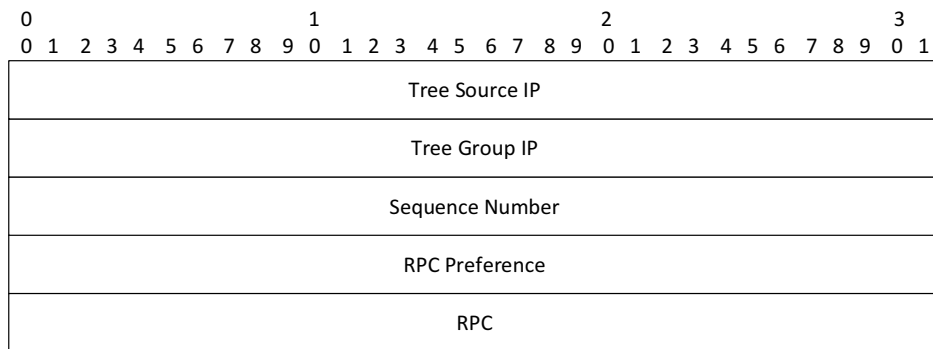 0 1 2 3
0 1 2 3 4 5 6 7 8 9 0 1 2 3 4 5 6 7 8 9 0 1 2 3 4 5 6 7 8 9 0 1
Tree Source IP
Tree Group IP
Sequence Number
RPC Preference
RPC